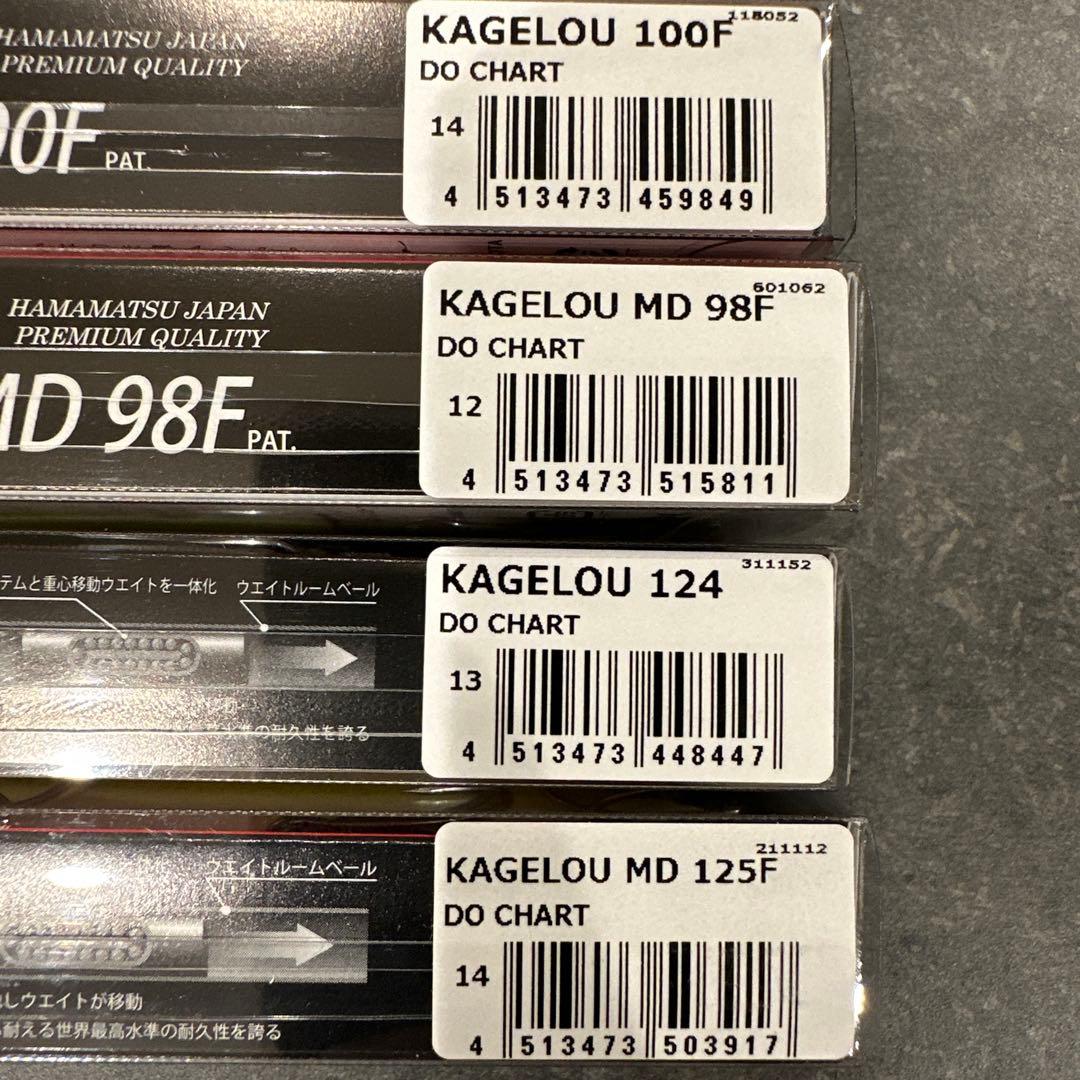 HAMAMATSU JAPAN
PREMIUM QUALITY
00F PAT.
118052
KAGELOU 100F
DO CHART
14
4 513473 459849
HAMAMATSU JAPAN
PREMIUM QUALITY
MD 98F PAT.
601062
KAGELOU MD 98F
DO CHART
12
4 513473 515811
テムと重心移動ウエイトを一体化
ウエイトルームベール
水準の耐久性を誇る
311152
KAGELOU 124
DO CHART
13
4 513473 448447
ウエイトルームベール
しウエイトが移動
耐える世界最高水準の耐久性を誇る
211112
KAGELOU MD 125F
DO CHART
14
4 513473 503917